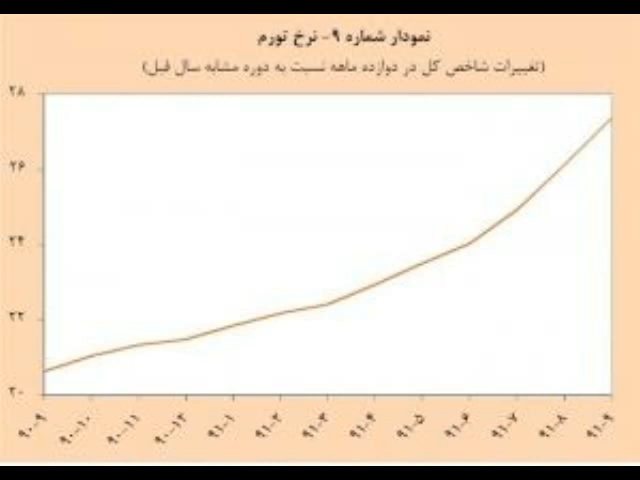 نمودار شماره ۹- نرخ تورم
(تغییرات شاخص کل در دوازده ماهه نسبت به دوره مشابه سال قبل)
۲۸
۲۶
۲۴
۲۲
۲۰
۹۰-۹ ۹۰-۱۰ ۹۰-۱۱ ۹۰-۱۲ ۹۱-۱ ۹۱-۲ ۹۱-۳ ۹۱-۴ ۹۱-۵ ۹۱-۶ ۹۱-۷ ۹۱-۸ ۹۱-۹